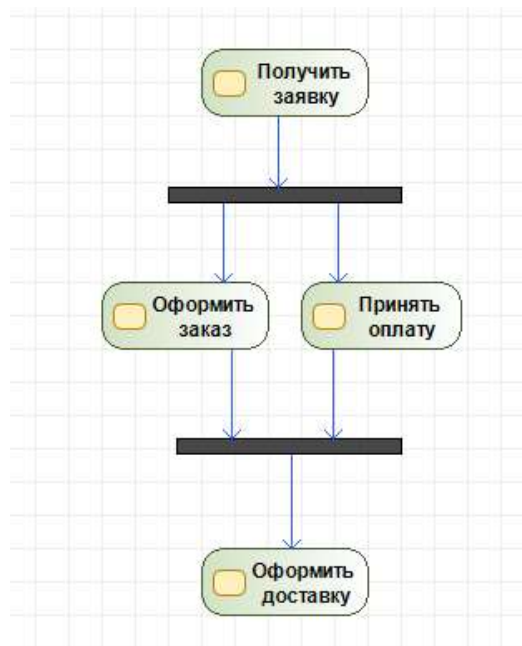 Получить
заявку
Оформить
заказ
Принять
оплату
Оформить
доставку